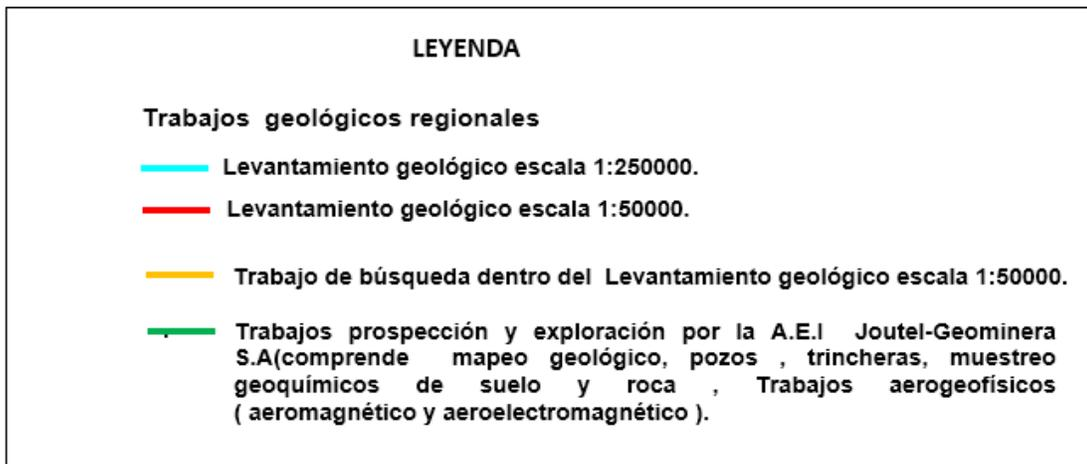 LEYENDA
Trabajos geológicos regionales
Levantamiento geológico escala 1:250000.
Levantamiento geológico escala 1:50000.
Trabajo de búsqueda dentro del Levantamiento geológico escala 1:50000.
Trabajos prospección y exploración por la A.E.I Joutel-Geominera
S.A(comprende mapeo geológico, pozos , trincheras, muestreo
geoquímicos de suelo y roca , Trabajos aerogeofísicos
( aeromagnético y aeroelectromagnético ).